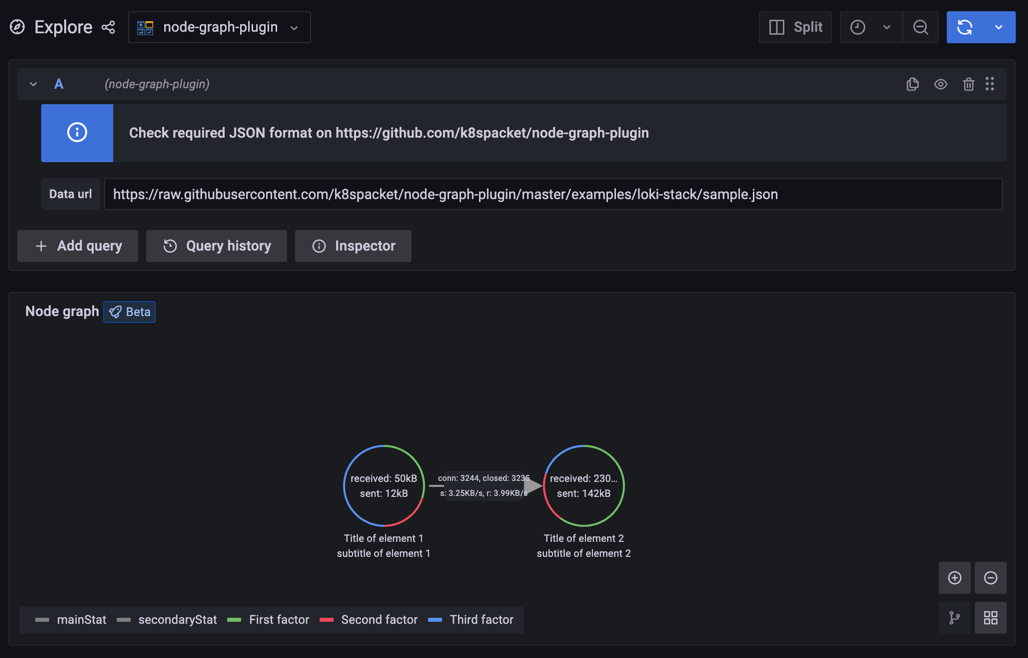 Explore
node-graph-plugin
Split
A
(node-graph-plugin)
Check required JSON format on https://github.com/k8spacket/node-graph-plugin
Data url
https://raw.githubusercontent.com/k8spacket/node-graph-plugin/master/examples/loki-stack/sample.json
Add query
Query history
Inspector
Node graph
Beta
received: 50kB
sent: 12kB
Title of element 1
subtitle of element 1
conn: 3244, closed: 3235
s: 3.25KB/s, r: 3.99KB/s
received: 230...
sent: 142kB
Title of element 2
subtitle of element 2
mainStat
secondaryStat
First factor
Second factor
Third factor